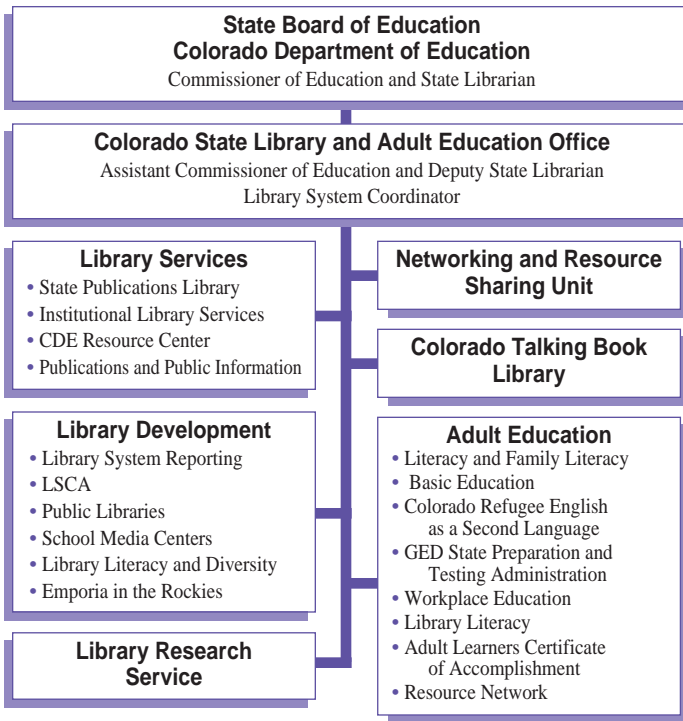 State Board of Education
Colorado Department of Education
Commissioner of Education and State Librarian
Colorado State Library and Adult Education Office
Assistant Commissioner of Education and Deputy State Librarian
Library System Coordinator
Library Services
• State Publications Library
• Institutional Library Services
• CDE Resource Center
• Publications and Public Information
Library Development
• Library System Reporting
• LSCA
• Public Libraries
• School Media Centers
• Library Literacy and Diversity
• Emporia in the Rockies
Library Research
Service
Networking and Resource
Sharing Unit
Colorado Talking Book
Library
Adult Education
• Literacy and Family Literacy
• Basic Education
• Colorado Refugee English
as a Second Language
• GED State Preparation and
Testing Administration
• Workplace Education
• Library Literacy
• Adult Learners Certificate
of Accomplishment
• Resource Network